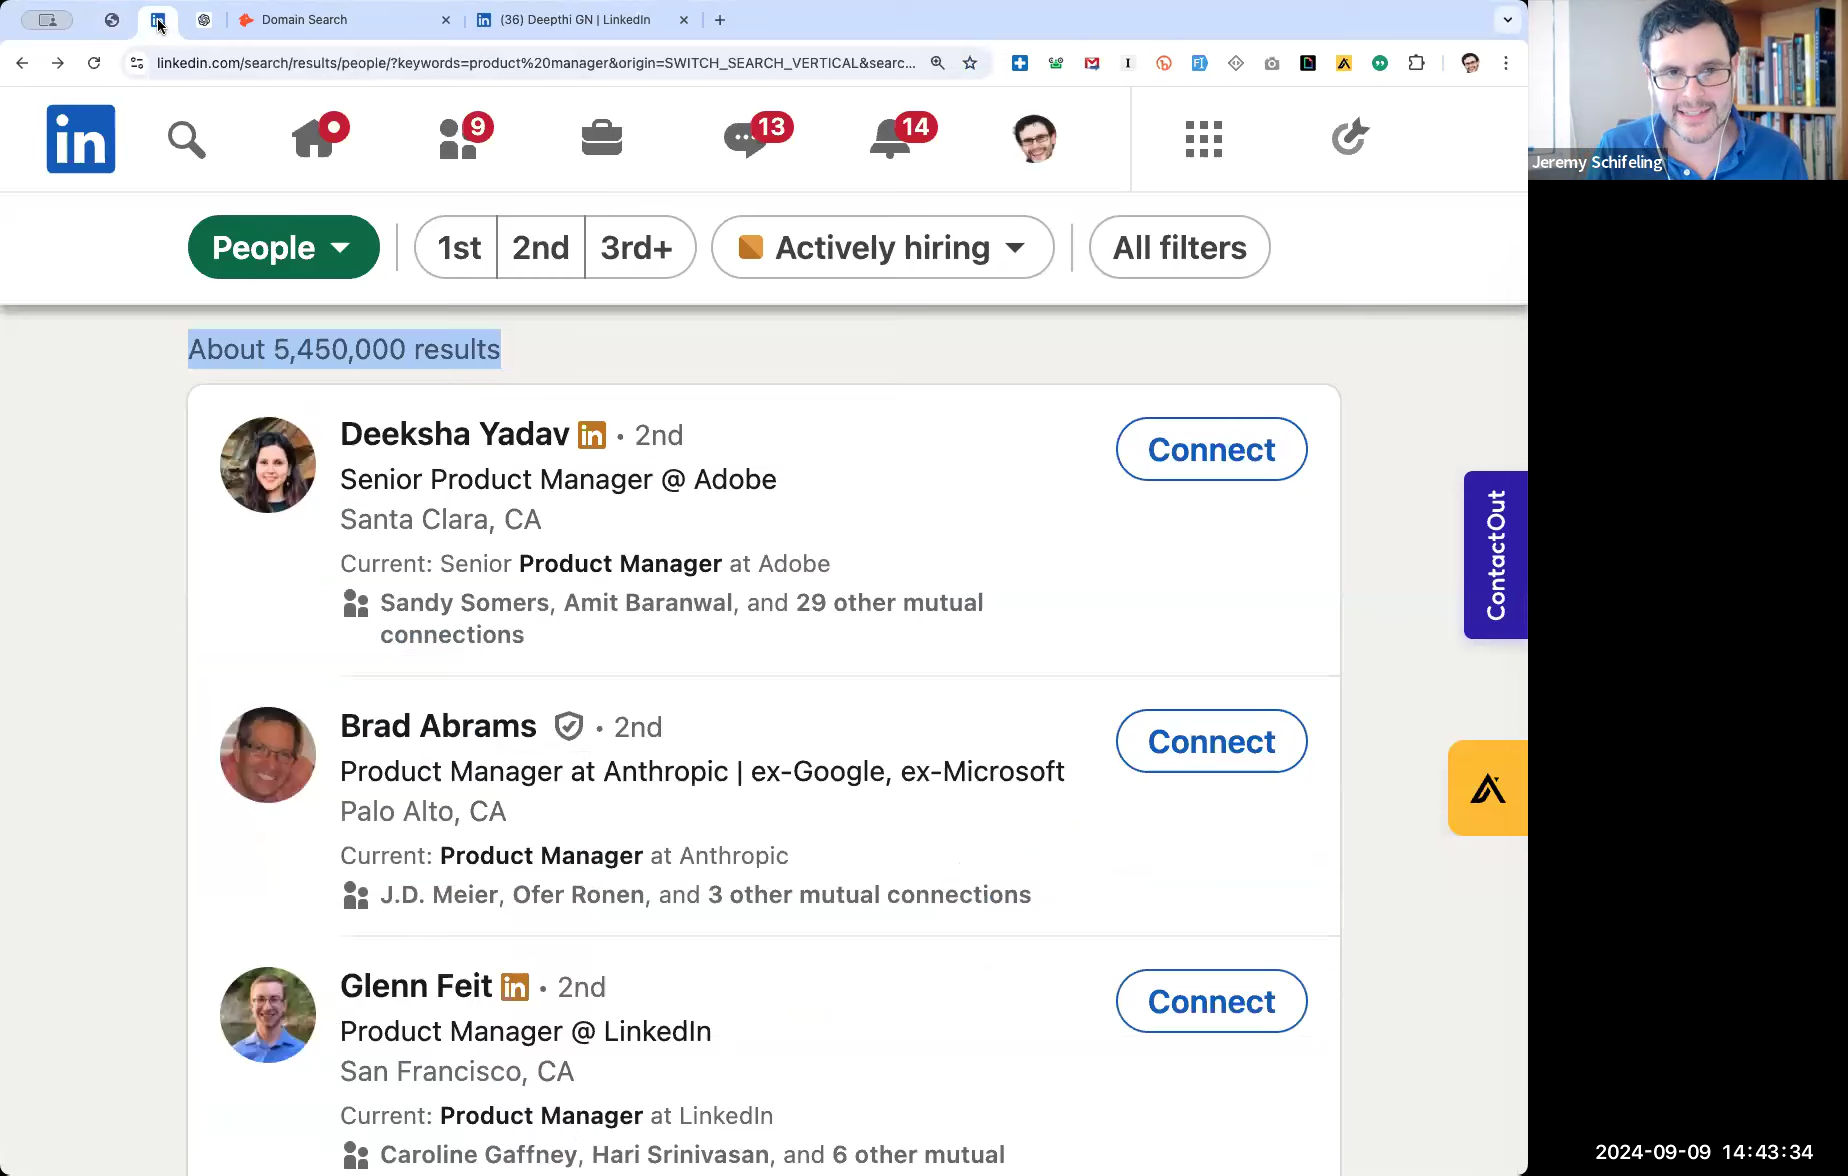 Domain Search
(36) Deepthi GN | LinkedIn
linkedin.com/search/results/people/?keywords=product%20manager&origin=SWITCH_SEARCH_VERTICAL&searc...
in
9
13
14
People
1st
2nd
3rd+
Actively hiring
All filters
About 5,450,000 results
Deeksha Yadav in • 2nd
Connect
Senior Product Manager @ Adobe
Santa Clara, CA
Current: Senior Product Manager at Adobe
Sandy Somers, Amit Baranwal, and 29 other mutual
connections
Brad Abrams • 2nd
Connect
Product Manager at Anthropic | ex-Google, ex-Microsoft
Palo Alto, CA
Current: Product Manager at Anthropic
J.D. Meier, Ofer Ronen, and 3 other mutual connections
Glenn Feit in • 2nd
Connect
Product Manager @ LinkedIn
San Francisco, CA
Current: Product Manager at LinkedIn
Caroline Gaffney, Hari Srinivasan, and 6 other mutual
ContactOut
Jeremy Schifeling
2024-09-09 14:43:34